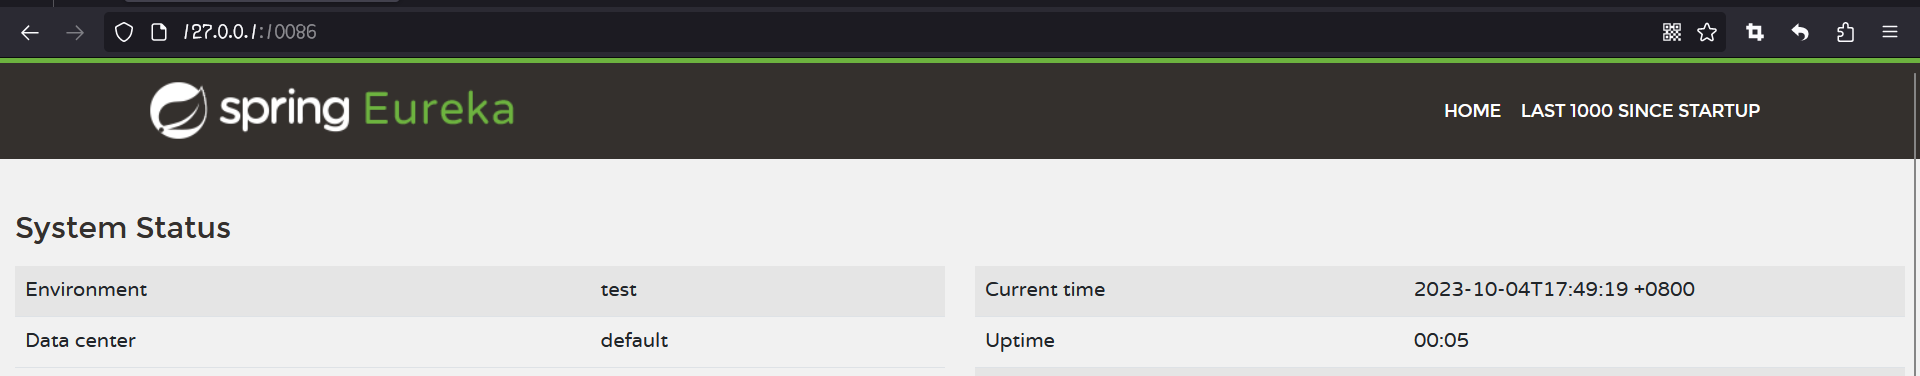 127.0.0.1:10086
spring Eureka
HOME LAST 1000 SINCE STARTUP
System Status
Environment test
Current time 2023-10-04T17:49:19 +0800
Data center default
Uptime 00:05